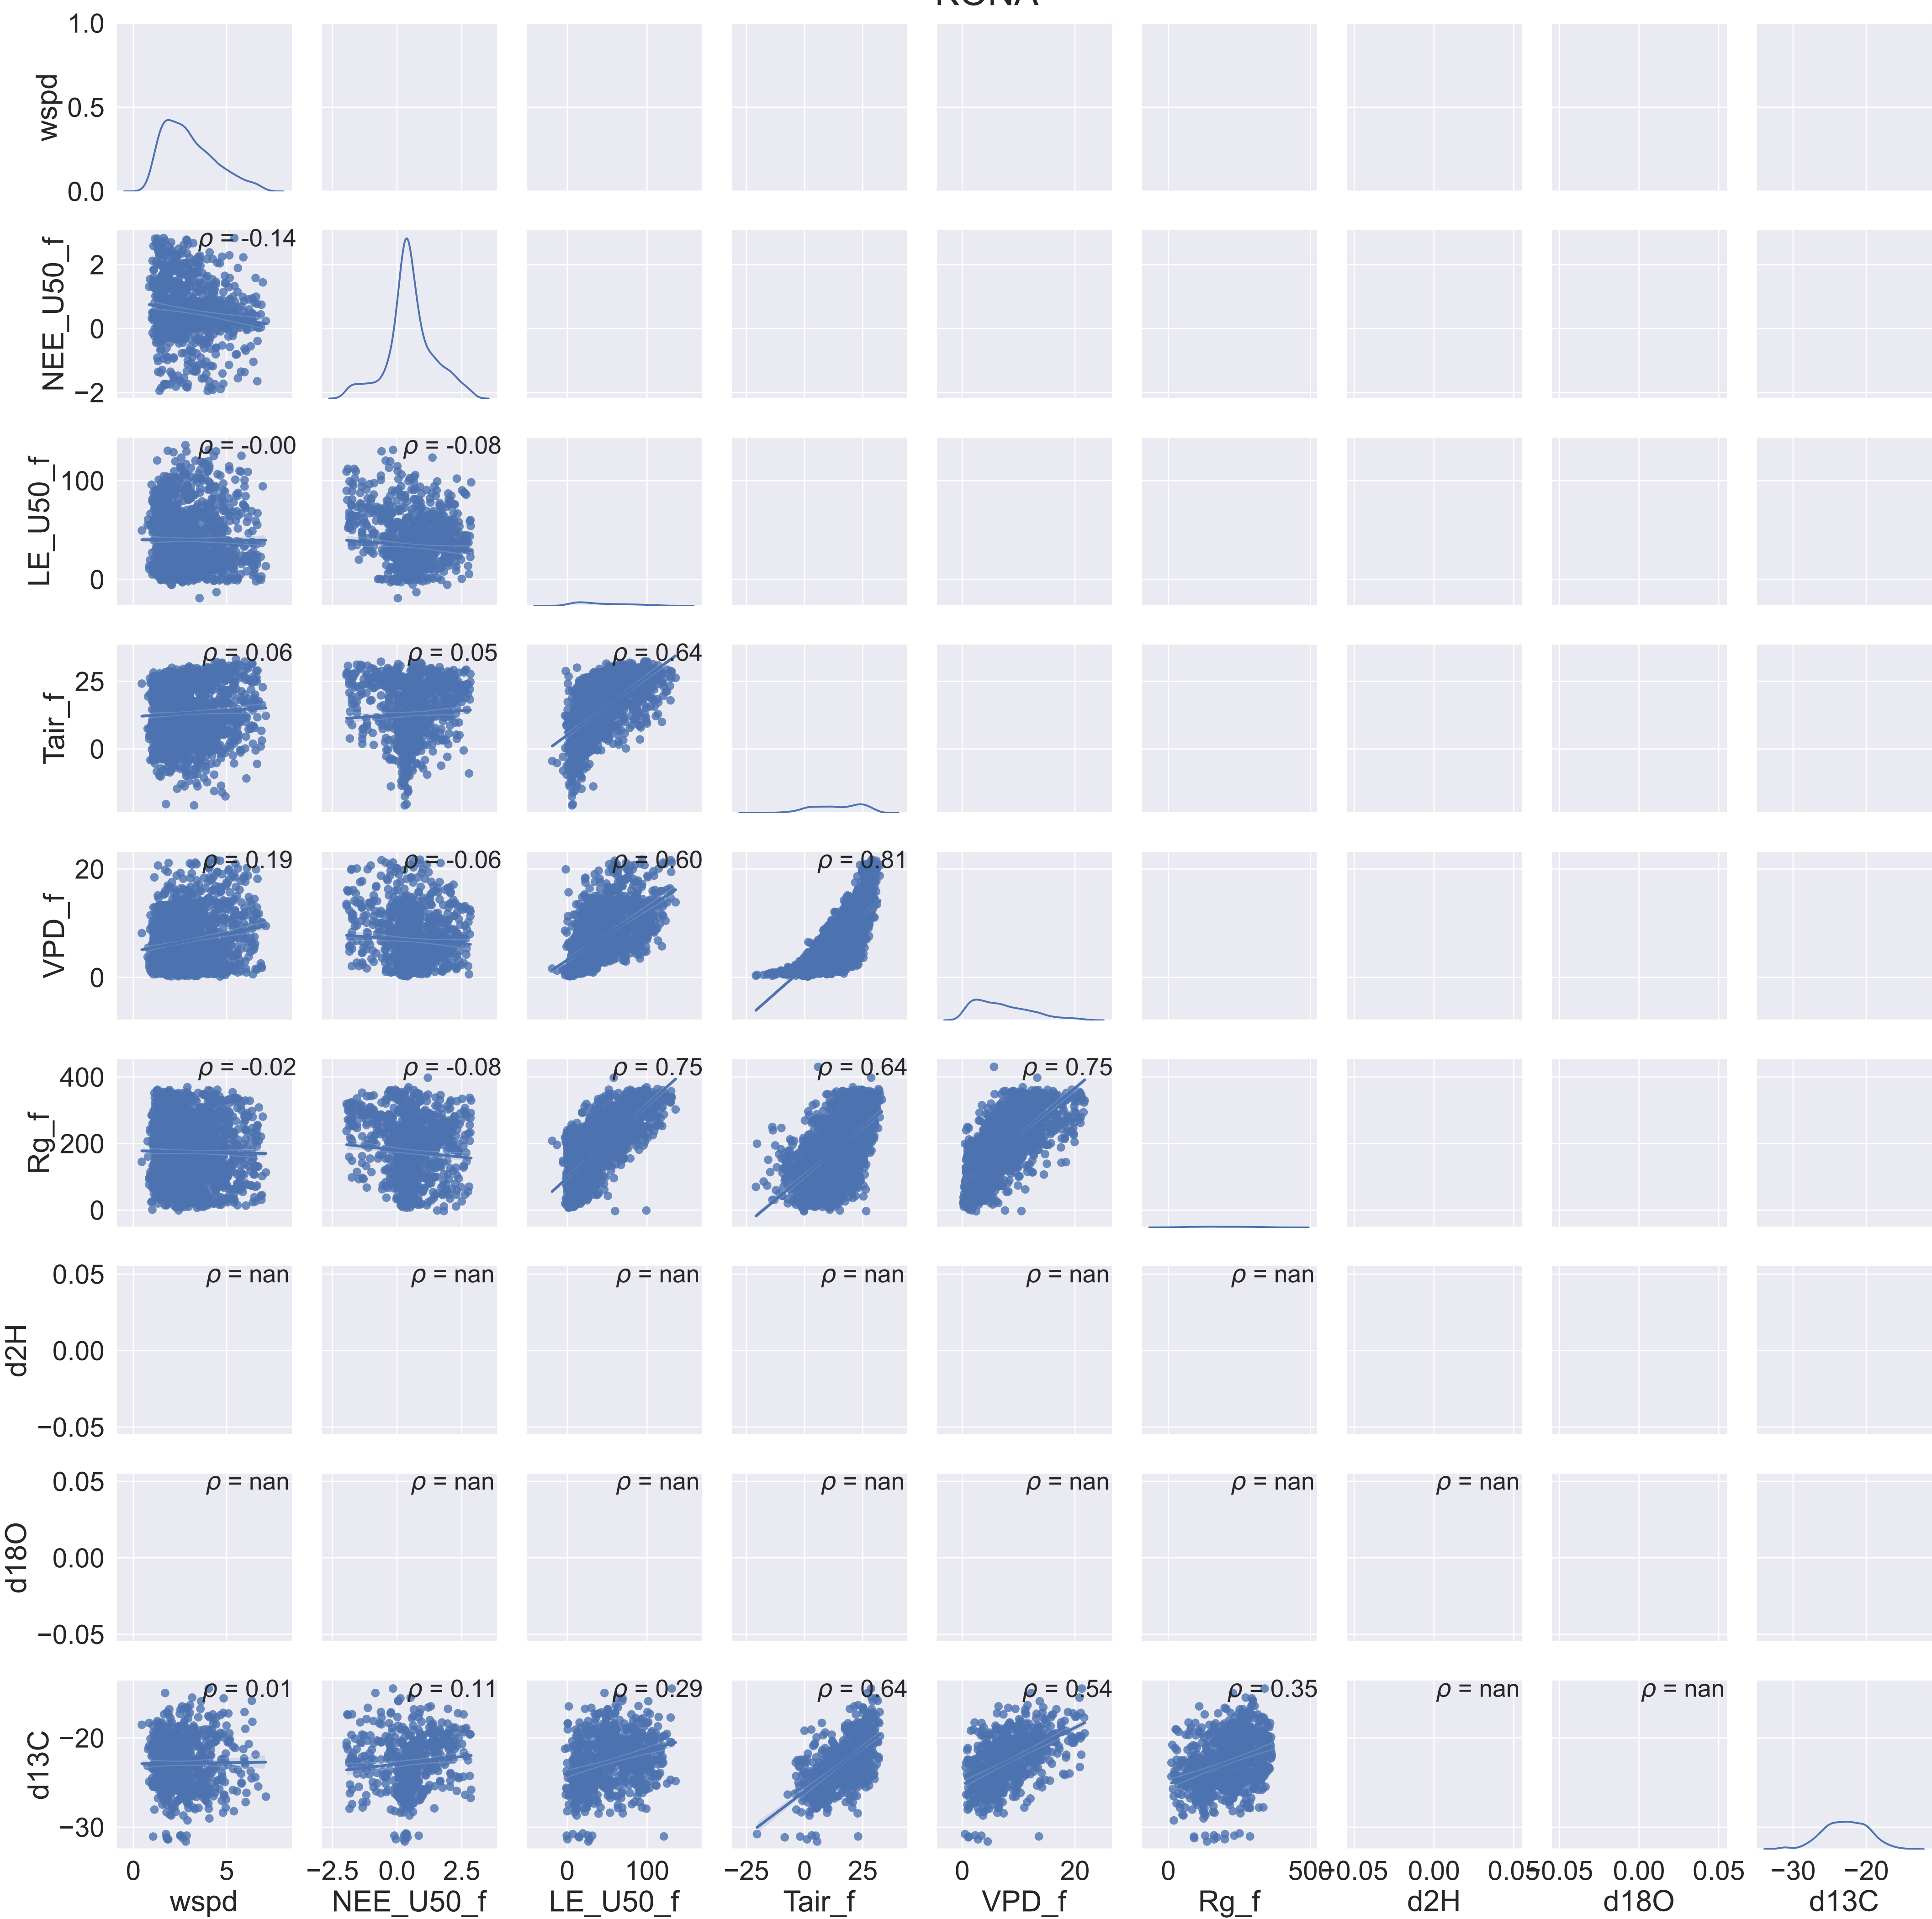 wspd
1.0
0.5
0.0
NEE_U50_f
2
0
−2
ρ = -0.14
LE_U50_f
100
0
ρ = -0.00
ρ = -0.08
Tair_f
25
0
ρ = 0.06
ρ = 0.05
ρ = 0.64
VPD_f
20
0
ρ = 0.19
ρ = -0.06
ρ = 0.60
ρ = 0.81
Rg_f
400
200
0
ρ = -0.02
ρ = -0.08
ρ = 0.75
ρ = 0.64
ρ = 0.75
d2H
0.05
0.00
−0.05
ρ = nan
ρ = nan
ρ = nan
ρ = nan
ρ = nan
ρ = nan
d18O
0.05
0.00
−0.05
ρ = nan
ρ = nan
ρ = nan
ρ = nan
ρ = nan
ρ = nan
ρ = nan
d13C
−20
−30
ρ = 0.01
ρ = 0.11
ρ = 0.29
ρ = 0.64
ρ = 0.54
ρ = 0.35
ρ = nan
ρ = nan
0 5
−2.5 0.0 2.5
0 100
−25 0 25
0 20
0 500
−0.05 0.00 0.05
−0.05 0.00 0.05
−30 −20
wspd
NEE_U50_f
LE_U50_f
Tair_f
VPD_f
Rg_f
d2H
d18O
d13C